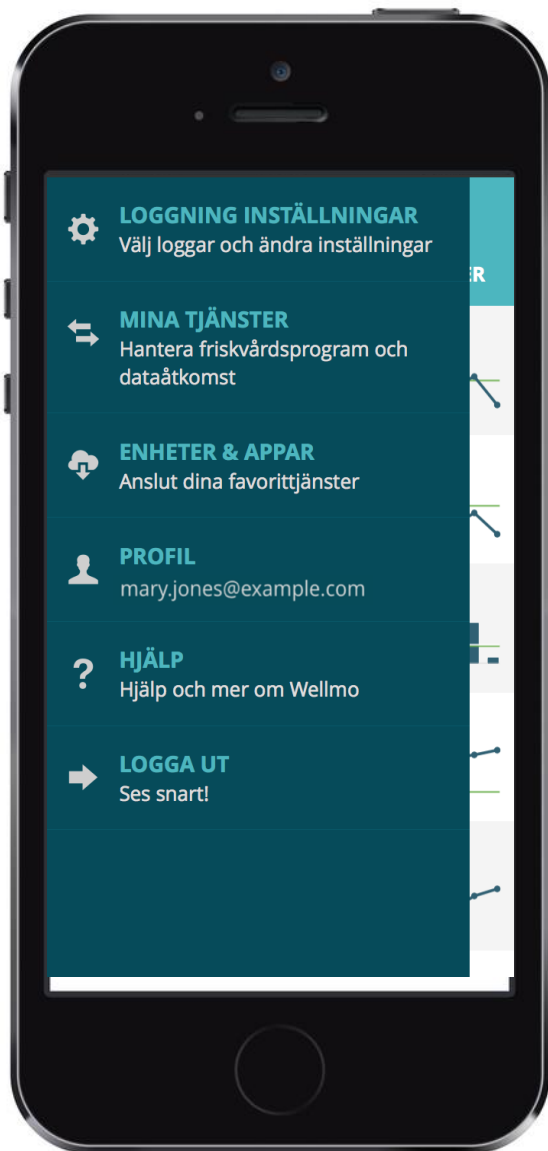 LOGGNING INSTÄLLNINGAR
Välj loggar och ändra inställningar
MINA TJÄNSTER
Hantera friskvårdsprogram och
dataåtkomst
ENHETER & APPAR
Anslut dina favorittjänster
PROFIL
mary.jones@example.com
HJÄLP
Hjälp och mer om Wellmo
LOGGA UT
Ses snart!